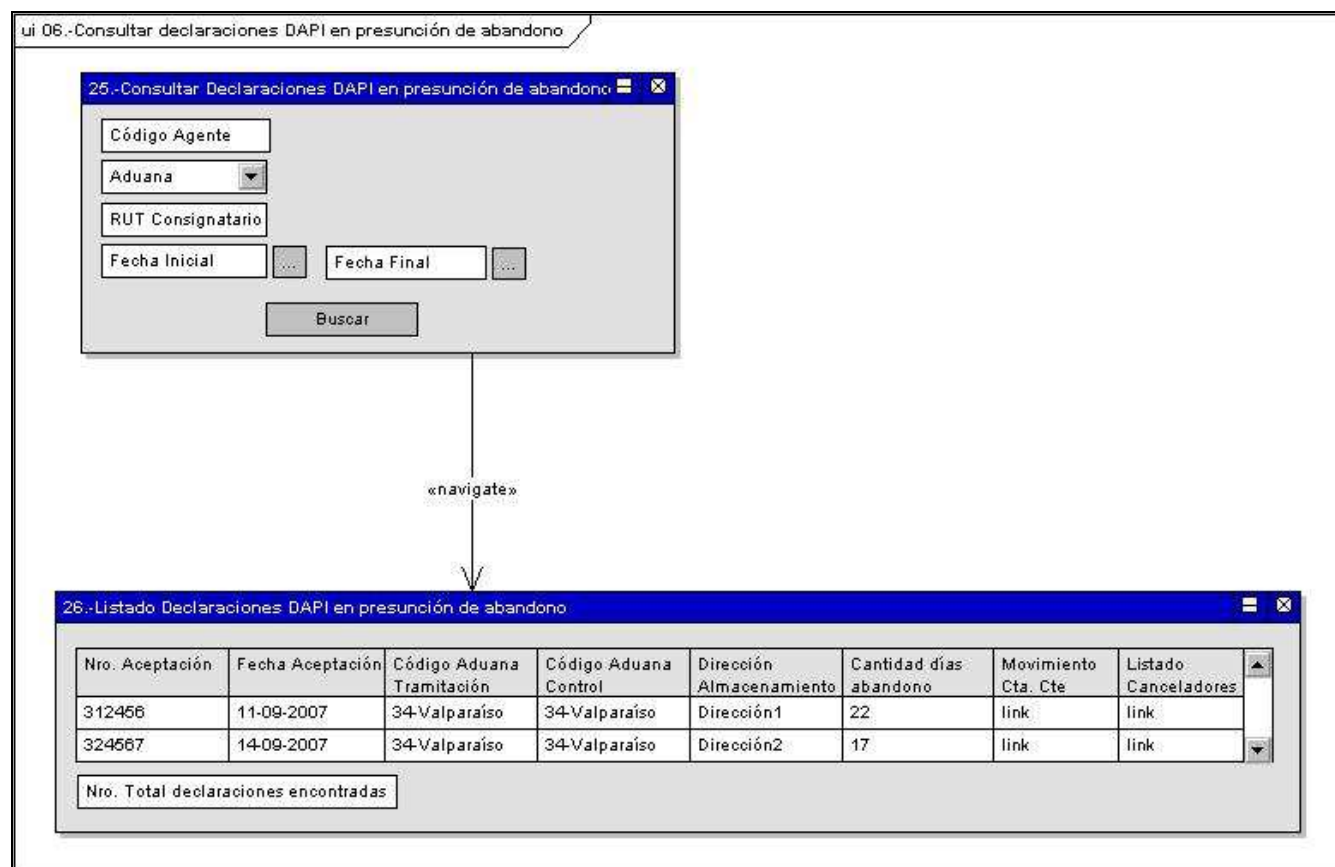 ui 06.-Consultar declaraciones DAPI en presunción de abandono
25.-Consultar Declaraciones DAPI en presunción de abandono
Código Agente
Aduana
RUT Consignatario
Fecha Inicial ... Fecha Final ...
Buscar
«navigate»
26.-Listado Declaraciones DAPI en presunción de abandono
Nro. Aceptación Fecha Aceptación Código Aduana Tramitación Código Aduana Control Dirección Almacenamiento Cantidad días abandono Movimiento Cta. Cte Listado Canceladores
312456 11-09-2007 34-Valparaíso 34-Valparaíso Dirección1 22 link link
324567 14-09-2007 34-Valparaíso 34-Valparaíso Dirección2 17 link link
Nro. Total declaraciones encontradas